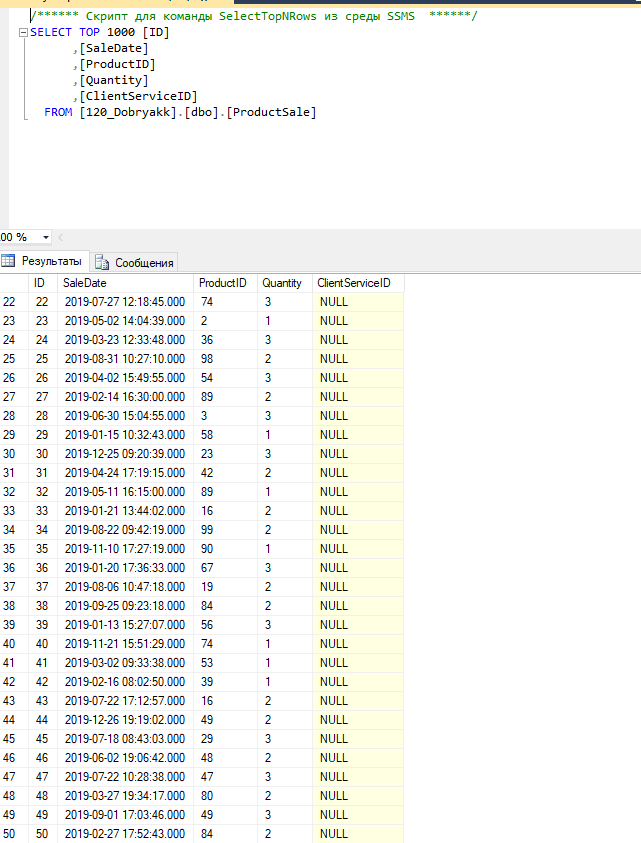 /****** Скрипт для команды SelectTopNRows из среды SSMS ******/
SELECT TOP 1000 [ID]
,[SaleDate]
,[ProductID]
,[Quantity]
,[ClientServiceID]
FROM [120_Dobryakk].[dbo].[ProductSale]
00 %
Результаты Сообщения
ID SaleDate ProductID Quantity ClientServiceID
22 22 2019-07-27 12:18:45.000 74 3 NULL
23 23 2019-05-02 14:04:39.000 2 1 NULL
24 24 2019-03-23 12:33:48.000 36 3 NULL
25 25 2019-08-31 10:27:10.000 98 2 NULL
26 26 2019-04-02 15:49:55.000 54 3 NULL
27 27 2019-02-14 16:30:00.000 89 2 NULL
28 28 2019-06-30 15:04:55.000 3 3 NULL
29 29 2019-01-15 10:32:43.000 58 1 NULL
30 30 2019-12-25 09:20:39.000 23 3 NULL
31 31 2019-04-24 17:19:15.000 42 2 NULL
32 32 2019-05-11 16:15:00.000 89 1 NULL
33 33 2019-01-21 13:44:02.000 16 2 NULL
34 34 2019-08-22 09:42:19.000 99 2 NULL
35 35 2019-11-10 17:27:19.000 90 1 NULL
36 36 2019-01-20 17:36:33.000 67 3 NULL
37 37 2019-08-06 10:47:18.000 19 2 NULL
38 38 2019-09-25 09:23:18.000 84 2 NULL
39 39 2019-01-13 15:27:07.000 56 3 NULL
40 40 2019-11-21 15:51:29.000 74 1 NULL
41 41 2019-03-02 09:33:38.000 53 1 NULL
42 42 2019-02-16 08:02:50.000 39 1 NULL
43 43 2019-07-22 17:12:57.000 16 2 NULL
44 44 2019-12-26 19:19:02.000 49 2 NULL
45 45 2019-07-18 08:43:03.000 29 3 NULL
46 46 2019-06-02 19:06:42.000 48 2 NULL
47 47 2019-07-22 10:28:38.000 47 3 NULL
48 48 2019-03-27 19:34:17.000 80 2 NULL
49 49 2019-09-01 17:03:46.000 49 3 NULL
50 50 2019-02-27 17:52:43.000 84 2 NULL